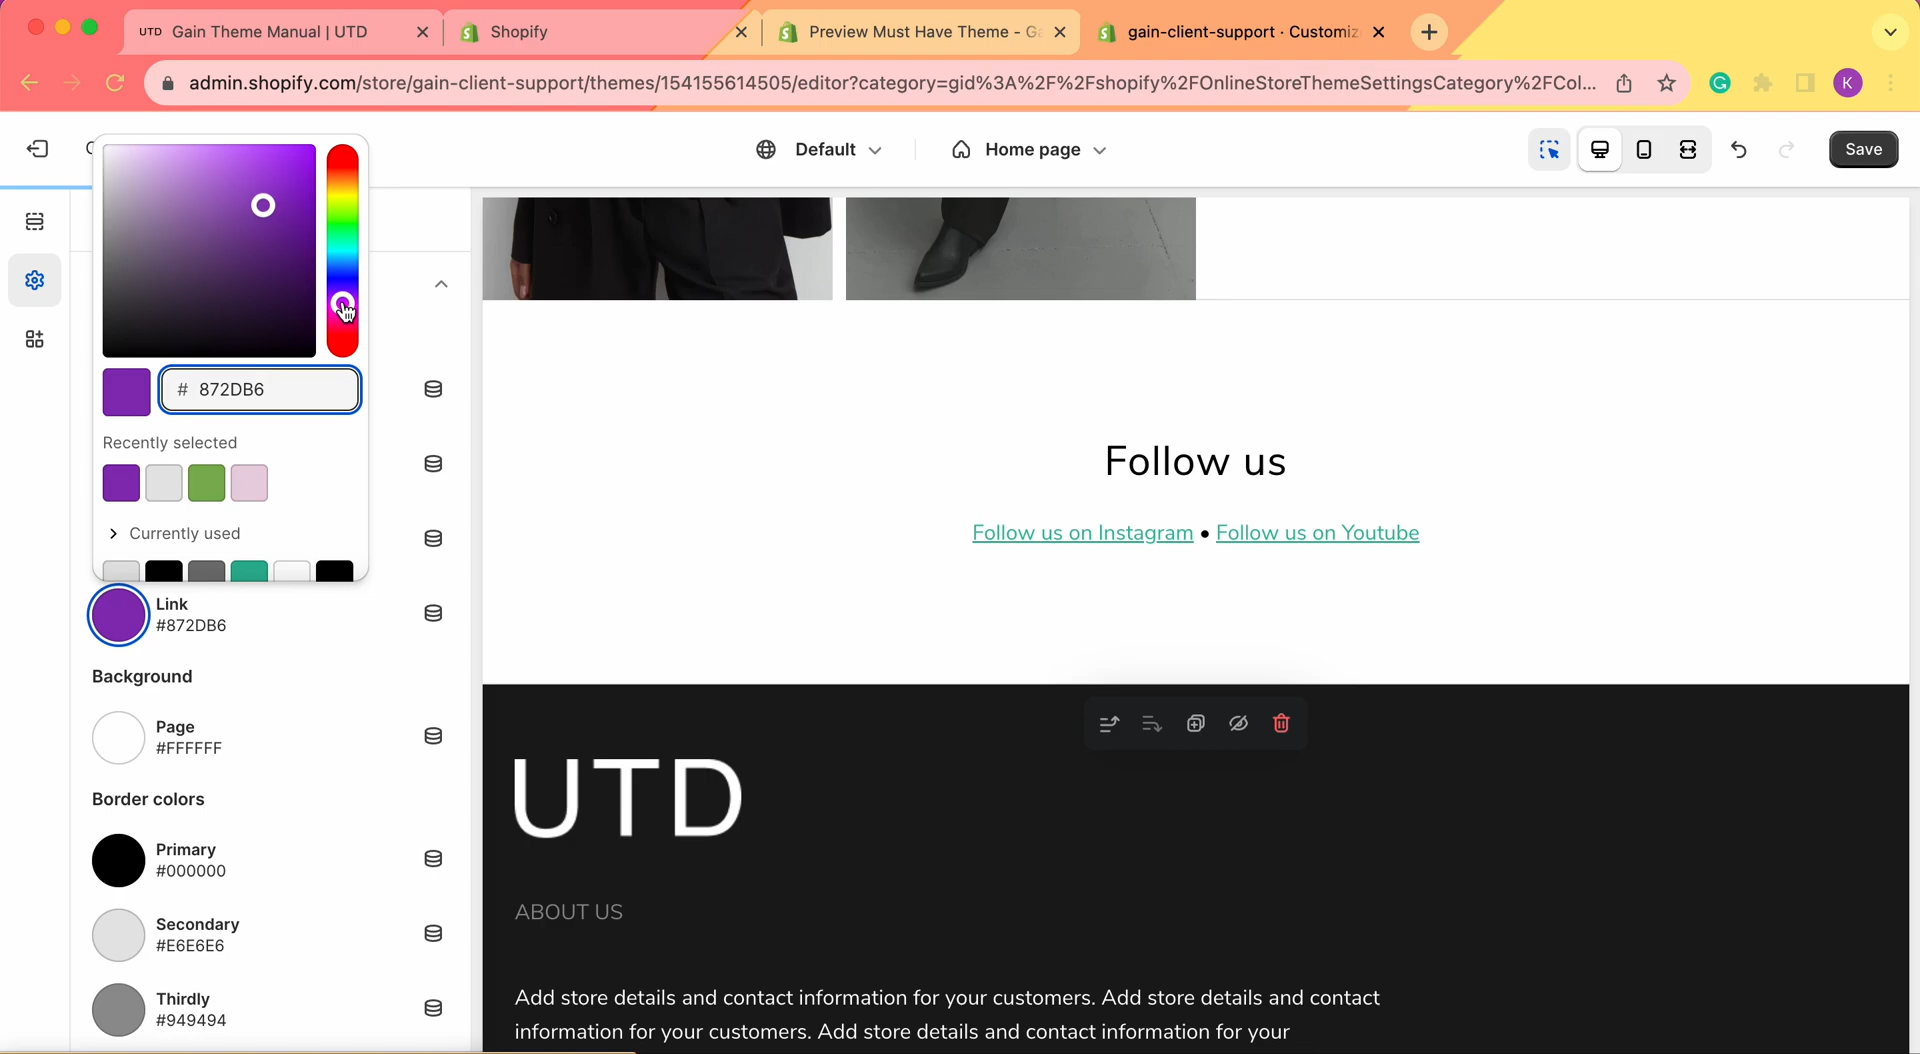 UTD Gain Theme Manual | UTD
Shopify
Preview Must Have Theme - Ga
gain-client-support · Customiz
admin.shopify.com/store/gain-client-support/themes/154155614505/editor?category=gid%3A%2F%2Fshopify%2FOnlineStoreThemeSettingsCategory%2FCol...
K
Default
Home page
Save
# 872DB6
Recently selected
Currently used
Link
#872DB6
Background
Page
#FFFFFF
Border colors
Primary
#000000
Secondary
#E6E6E6
Thirdly
#949494
Follow us
Follow us on Instagram • Follow us on Youtube
UTD
ABOUT US
Add store details and contact information for your customers. Add store details and contact
information for your customers. Add store details and contact information for your